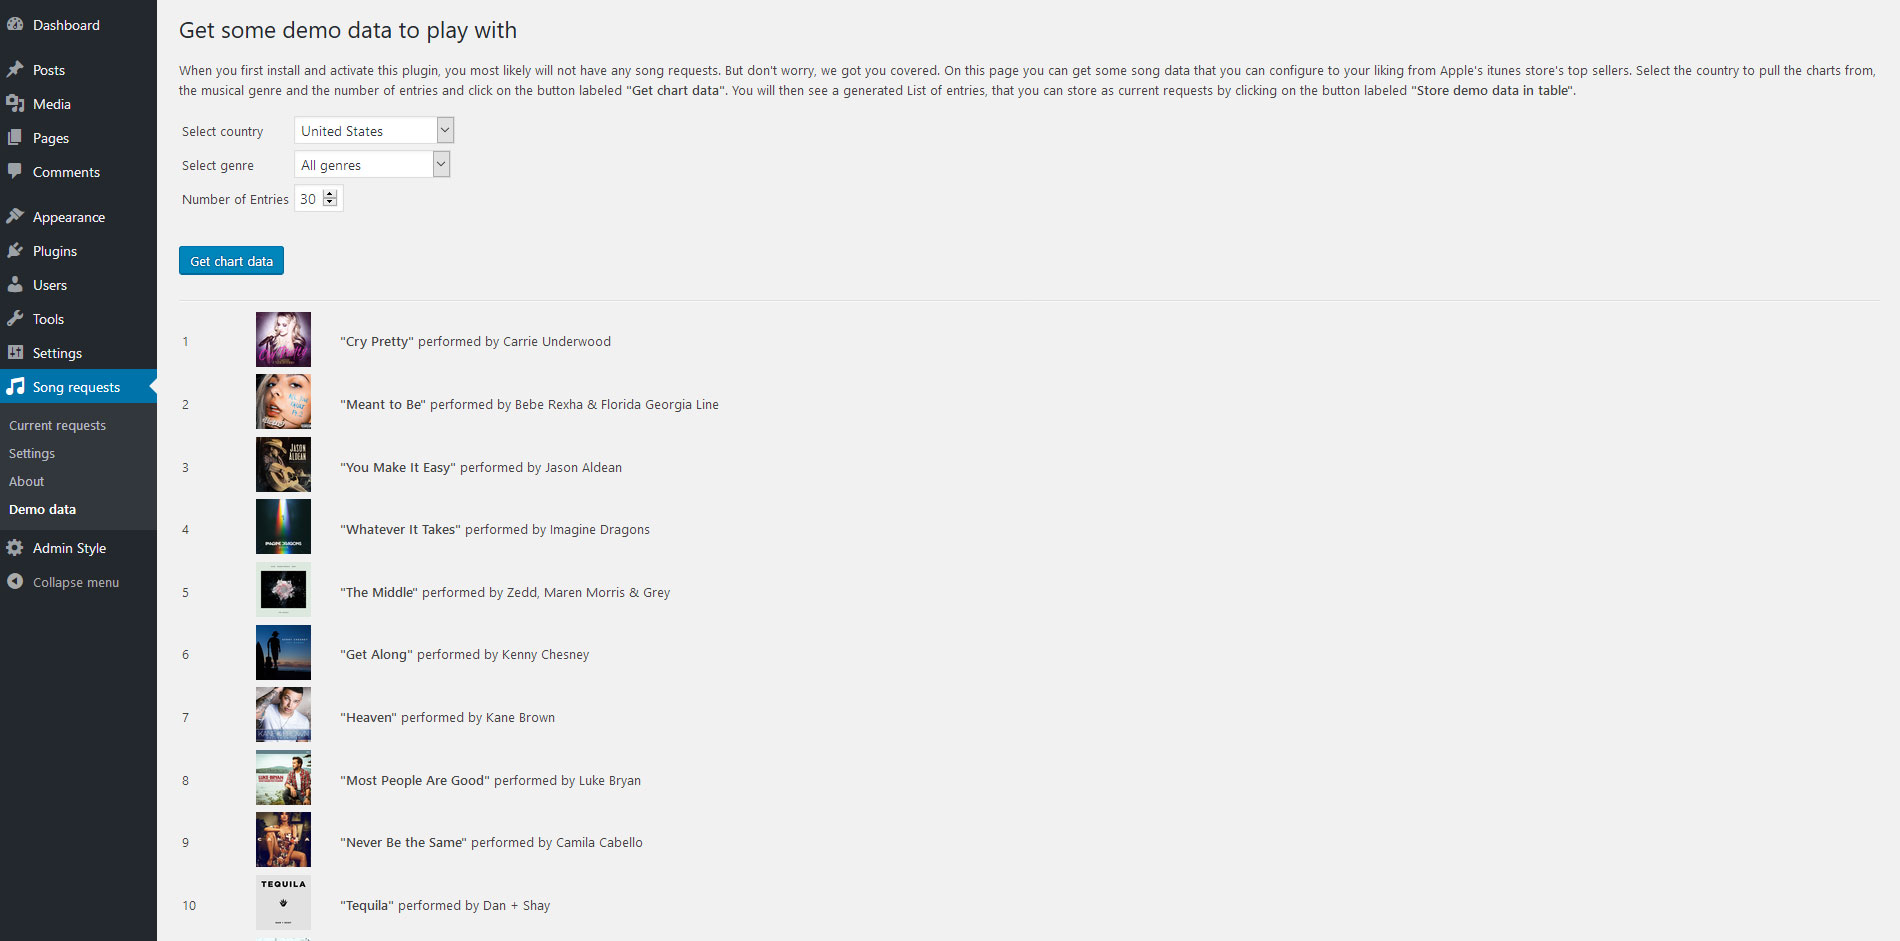 Dashboard
Posts
Media
Pages
Comments
Appearance
Plugins
Users
Tools
Settings
Song requests
Current requests
Settings
About
Demo data
Admin Style
Collapse menu
Get some demo data to play with
When you first install and activate this plugin, you most likely will not have any song requests. But don't worry, we got you covered. On this page you can get some song data that you can configure to your liking from Apple's itunes store's top sellers. Select the country to pull the charts from,
the musical genre and the number of entries and click on the button labeled "Get chart data". You will then see a generated List of entries, that you can store as current requests by clicking on the button labeled "Store demo data in table".
Select country United States
Select genre All genres
Number of Entries 30
Get chart data
1 "Cry Pretty" performed by Carrie Underwood
2 "Meant to Be" performed by Bebe Rexha & Florida Georgia Line
JASON
ALDEAN
3 "You Make It Easy" performed by Jason Aldean
4 "Whatever It Takes" performed by Imagine Dragons
IMAGINE DRAGONS
5 "The Middle" performed by Zedd, Maren Morris & Grey
6 "Get Along" performed by Kenny Chesney
7 "Heaven" performed by Kane Brown
KANE BROWN
LUKE BRYAN
8 "Most People Are Good" performed by Luke Bryan
9 "Never Be the Same" performed by Camila Cabello
TEQUILA
10 "Tequila" performed by Dan + Shay